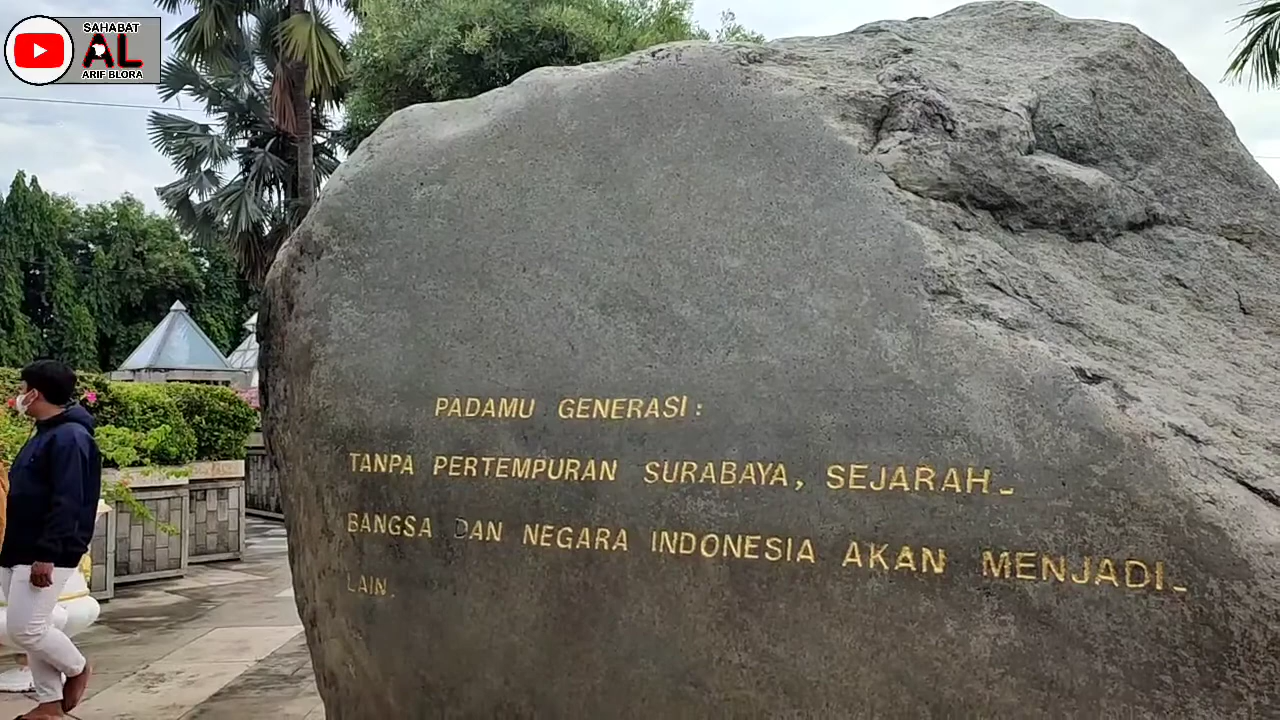 SAHABAT
AL
ARIF BLORA
PADAMU GENERASI:
TANPA PERTEMPURAN SURABAYA, SEJARAH_
BANGSA DAN NEGARA INDONESIA AKAN MENJADI_
LAIN.